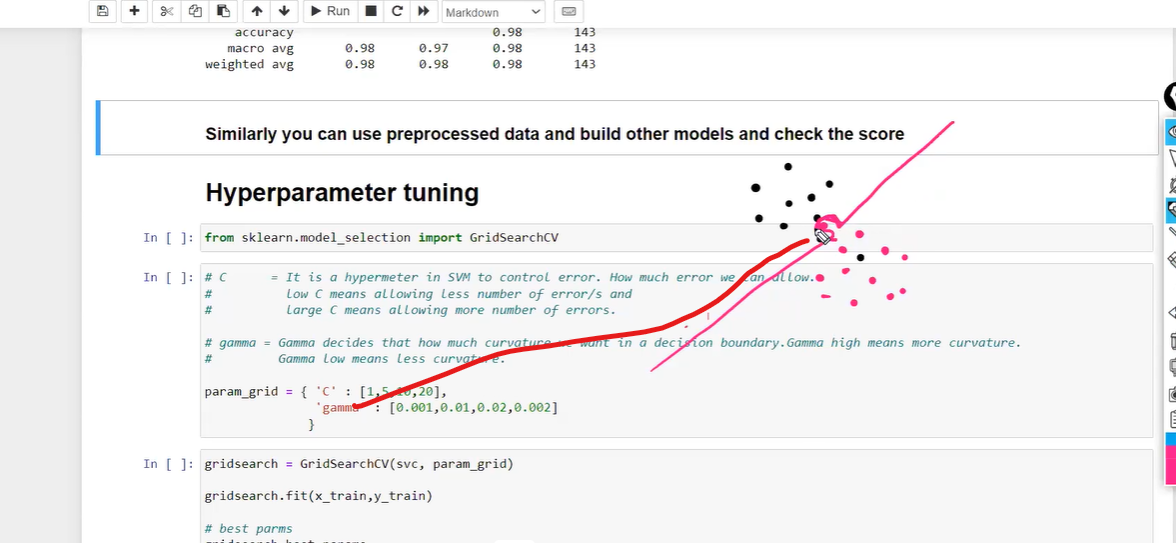 Run
Markdown
accuracy 0.98 143
macro avg 0.98 0.97 0.98 143
weighted avg 0.98 0.98 0.98 143
Similarly you can use preprocessed data and build other models and check the score
Hyperparameter tuning
In [ ]: from sklearn.model_selection import GridSearchCV
In [ ]: # C = It is a hypermeter in SVM to control error. How much error we can allow.
# low C means allowing less number of error/s and
# large C means allowing more number of errors.
# gamma = Gamma decides that how much curvature we want in a decision boundary.Gamma high means more curvature.
# Gamma low means less curvature.
param_grid = { 'C' : [1,5,10,20],
'gamma' : [0.001,0.01,0.02,0.002]
}
In [ ]: gridsearch = GridSearchCV(svc, param_grid)
gridsearch.fit(x_train,y_train)
# best parms